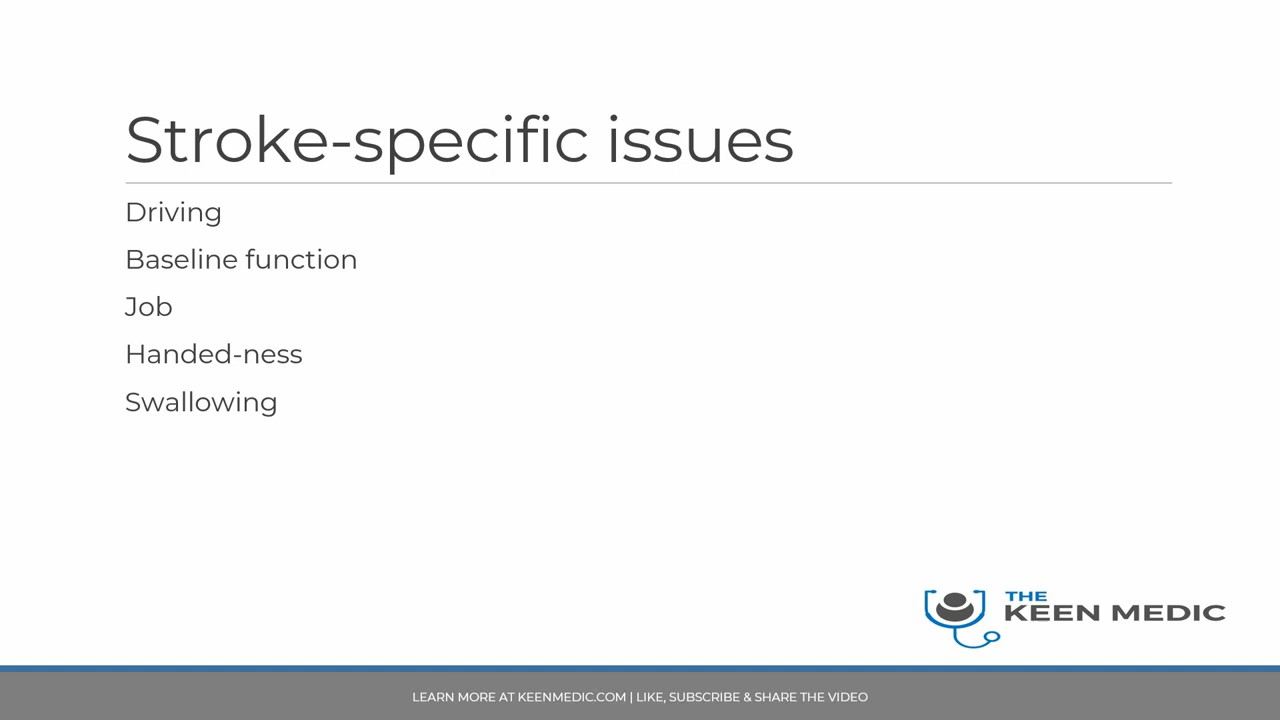 Stroke-specific issues
Driving
Baseline function
Job
Handed-ness
Swallowing
THE
KEEN MEDIC
LEARN MORE AT KEENMEDIC.COM | LIKE, SUBSCRIBE & SHARE THE VIDEO